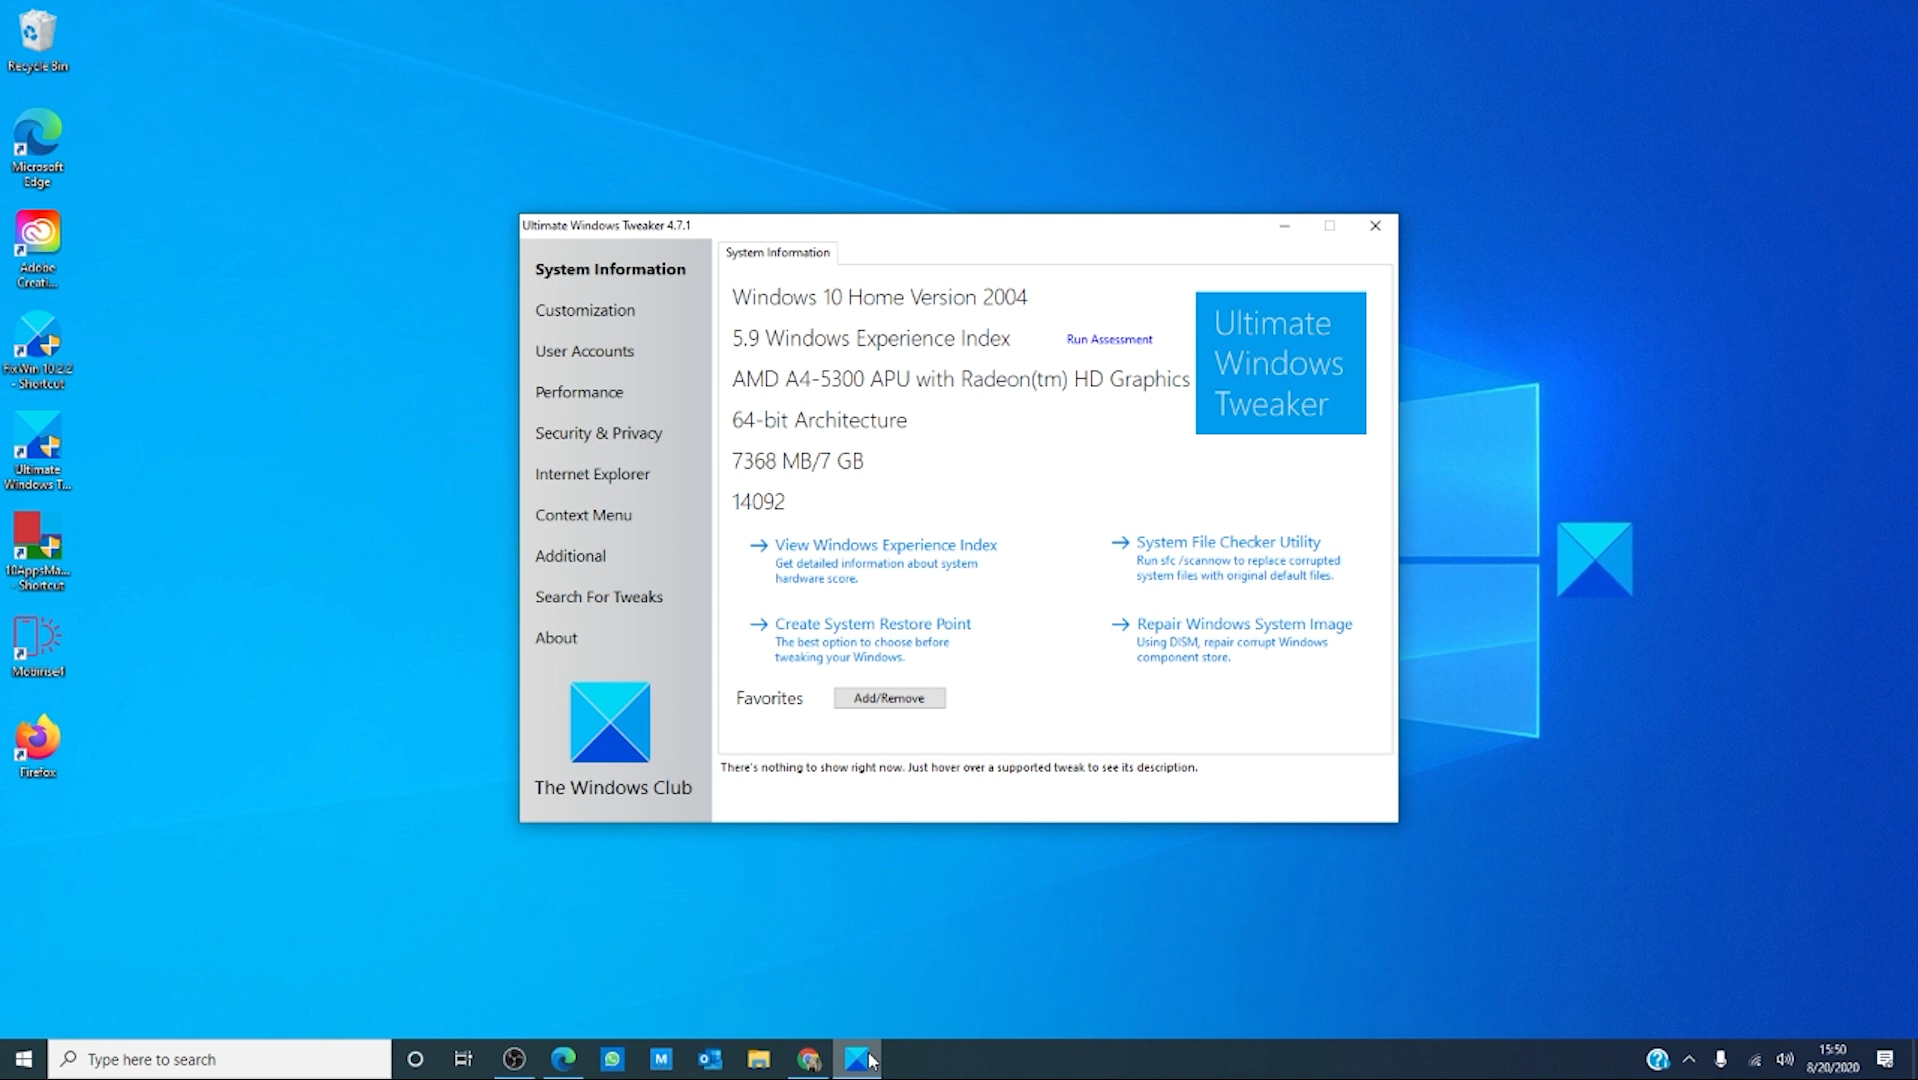 Recycle Bin
Microsoft
Edge
Adobe
Creati...
FixWin 10.2.2
- Shortcut
Ultimate
Windows T...
10AppsMa...
- Shortcut
Mobirise4
Firefox
Ultimate Windows Tweaker 4.7.1
System Information
Customization
User Accounts
Performance
Security & Privacy
Internet Explorer
Context Menu
Additional
Search For Tweaks
About
The Windows Club
System Information
Windows 10 Home Version 2004
5.9 Windows Experience Index
Run Assessment
AMD A4-5300 APU with Radeon(tm) HD Graphics
64-bit Architecture
7368 MB/7 GB
14092
Ultimate
Windows
Tweaker
View Windows Experience Index
Get detailed information about system
hardware score.
System File Checker Utility
Run sfc /scannow to replace corrupted
system files with original default files.
Create System Restore Point
The best option to choose before
tweaking your Windows.
Repair Windows System Image
Using DISM, repair corrupt Windows
component store.
Favorites
Add/Remove
There's nothing to show right now. Just hover over a supported tweak to see its description.
Type here to search
M
15:50
8/20/2020